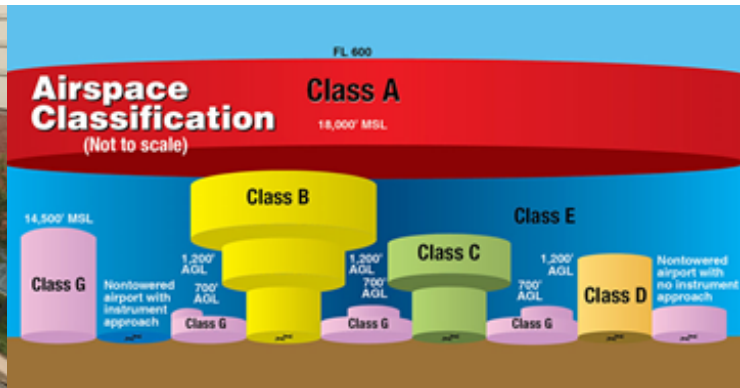 FL 600
Airspace
Classification
(Not to scale)
Class A
18,000' MSL
Class B
Class E
14,500' MSL
Class C
1,200'
AGL
1,200'
AGL
1,200'
AGL
Nontowered
airport with
no instrument
approach
Class G
Nontowered
airport with
instrument
approach
700'
AGL
700'
AGL
700'
AGL
Class D
Class G
Class G
Class G